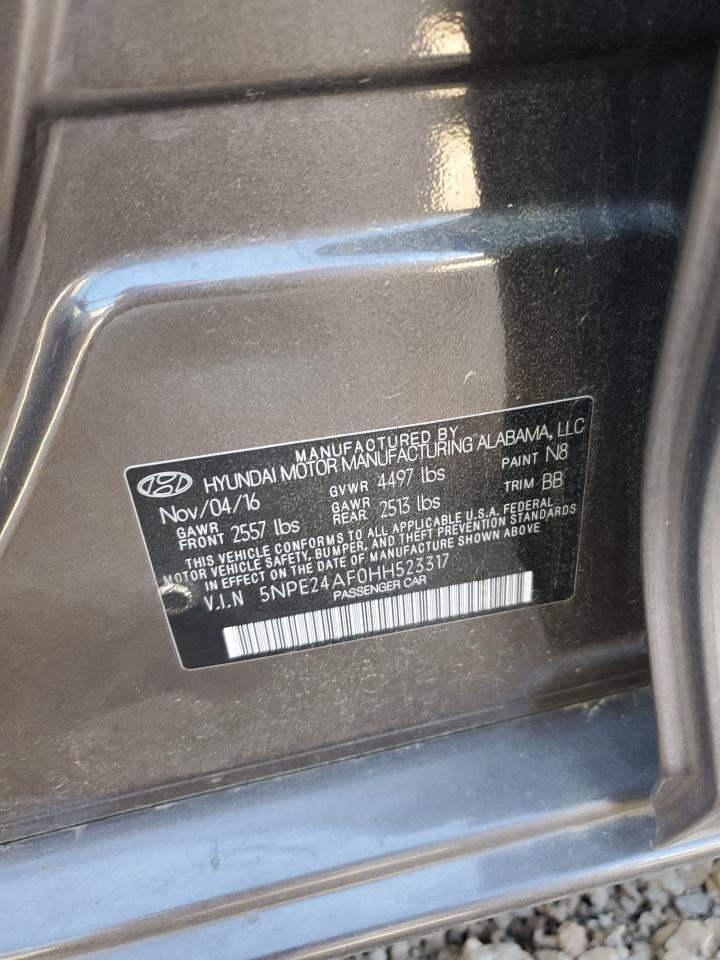 MANUFACTURED BY
HYUNDAI MOTOR MANUFACTURING ALABAMA, LLC
Nov/04/16 GVWR 4497 lbs PAINT N8
GAWR FRONT 2557 lbs GAWR REAR 2513 lbs TRIM BB
THIS VEHICLE CONFORMS TO ALL APPLICABLE U.S.A. FEDERAL
MOTOR VEHICLE SAFETY, BUMPER, AND THEFT PREVENTION STANDARDS
IN EFFECT ON THE DATE OF MANUFACTURE SHOWN ABOVE
V.I.N 5NPE24AF0HH523317
PASSENGER CAR